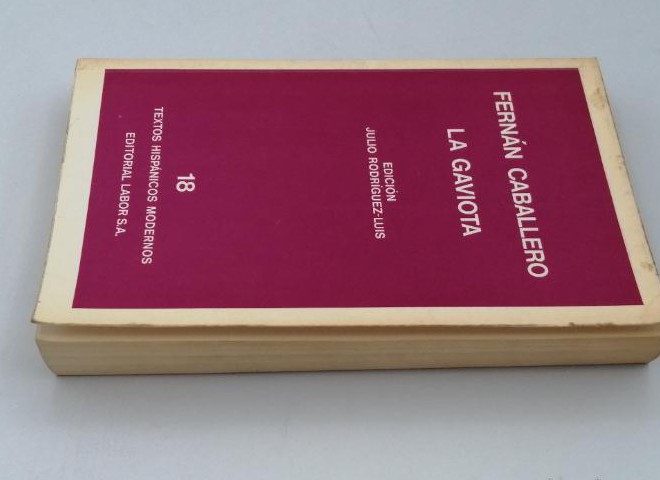 FERNÁN CABALLERO
LA GAVIOTA
EDICIÓN
JULIO RODRÍGUEZ-LUIS
18
TEXTOS HISPÁNICOS MODERNOS
EDITORIAL LABOR S.A.